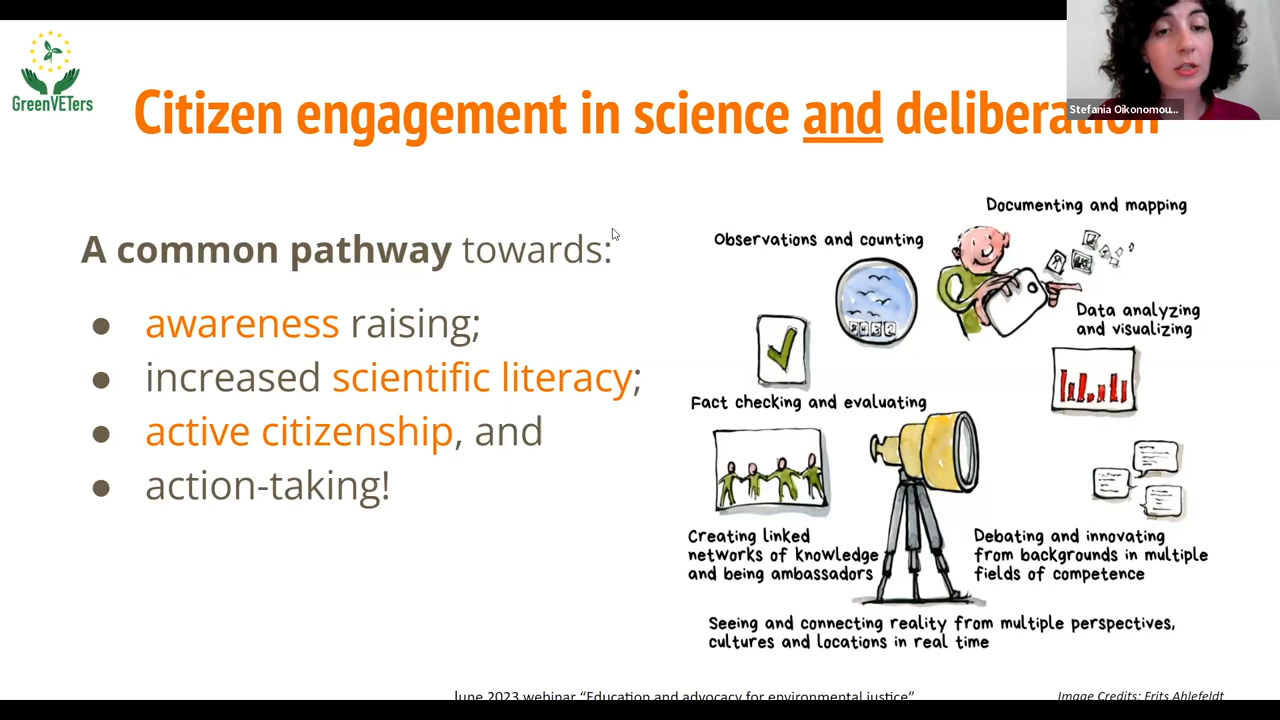 GreenVETers
Citizen engagement in science and deliberation
Stefania Oikonomou...
A common pathway towards:
● awareness raising;
● increased scientific literacy;
● active citizenship, and
● action-taking!
Documenting and mapping
Observations and counting
Data analyzing
and visualizing
Fact checking and evaluating
Creating linked
networks of knowledge
and being ambassadors
Debating and innovating
from backgrounds in multiple
fields of competence
Seeing and connecting reality from multiple perspectives,
cultures and locations in real time
June 2023 webinar “Education and advocacy for environmental justice”
Image Credits: Frits Ahlefeldt